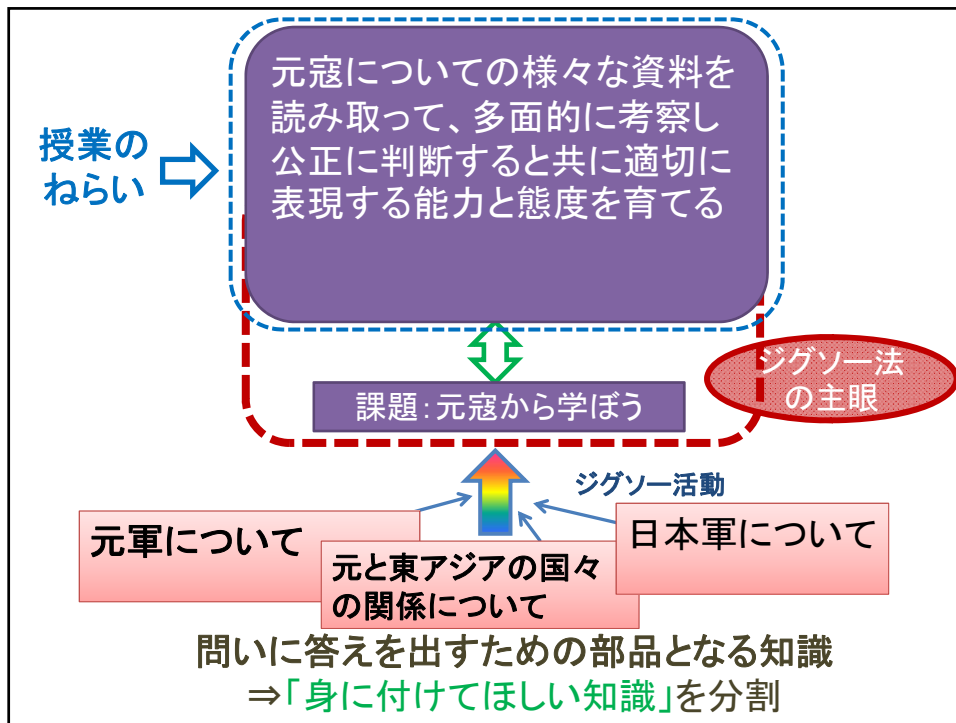 元寇についての様々な資料を
読み取って、多面的に考察し
公正に判断すると共に適切に
表現する能力と態度を育てる
授業の
ねらい
ジグソー法
の主眼
課題：元寇から学ぼう
ジグソー活動
元軍について
元と東アジアの国々
の関係について
日本軍について
問いに答えを出すための部品となる知識
⇒「身に付けてほしい知識」を分割